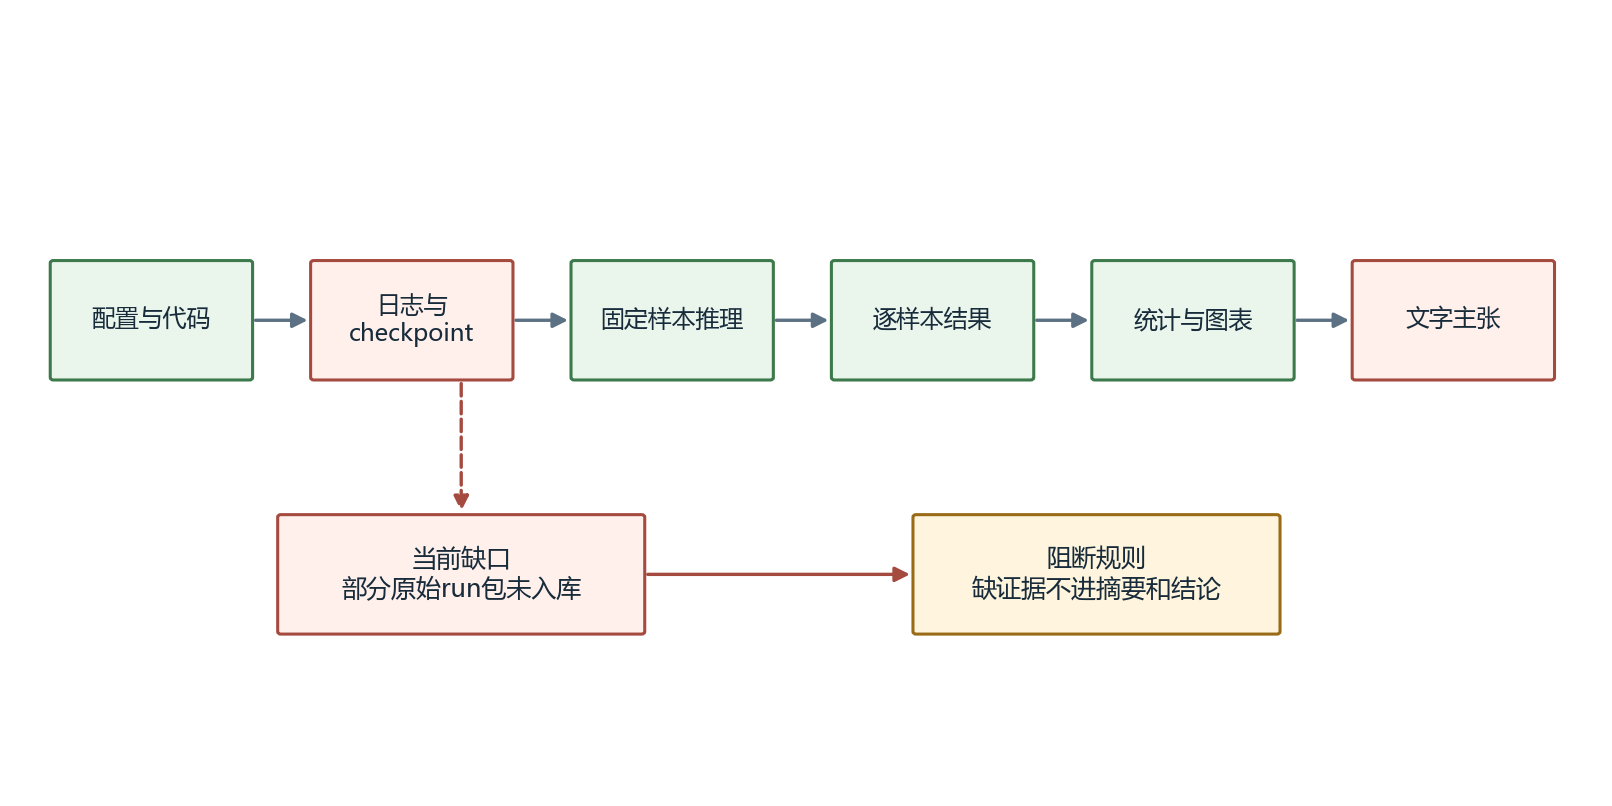 配置与代码
日志与
checkpoint
固定样本推理
逐样本结果
统计与图表
文字主张
当前缺口
部分原始run包未入库
阻断规则
缺证据不进摘要和结论